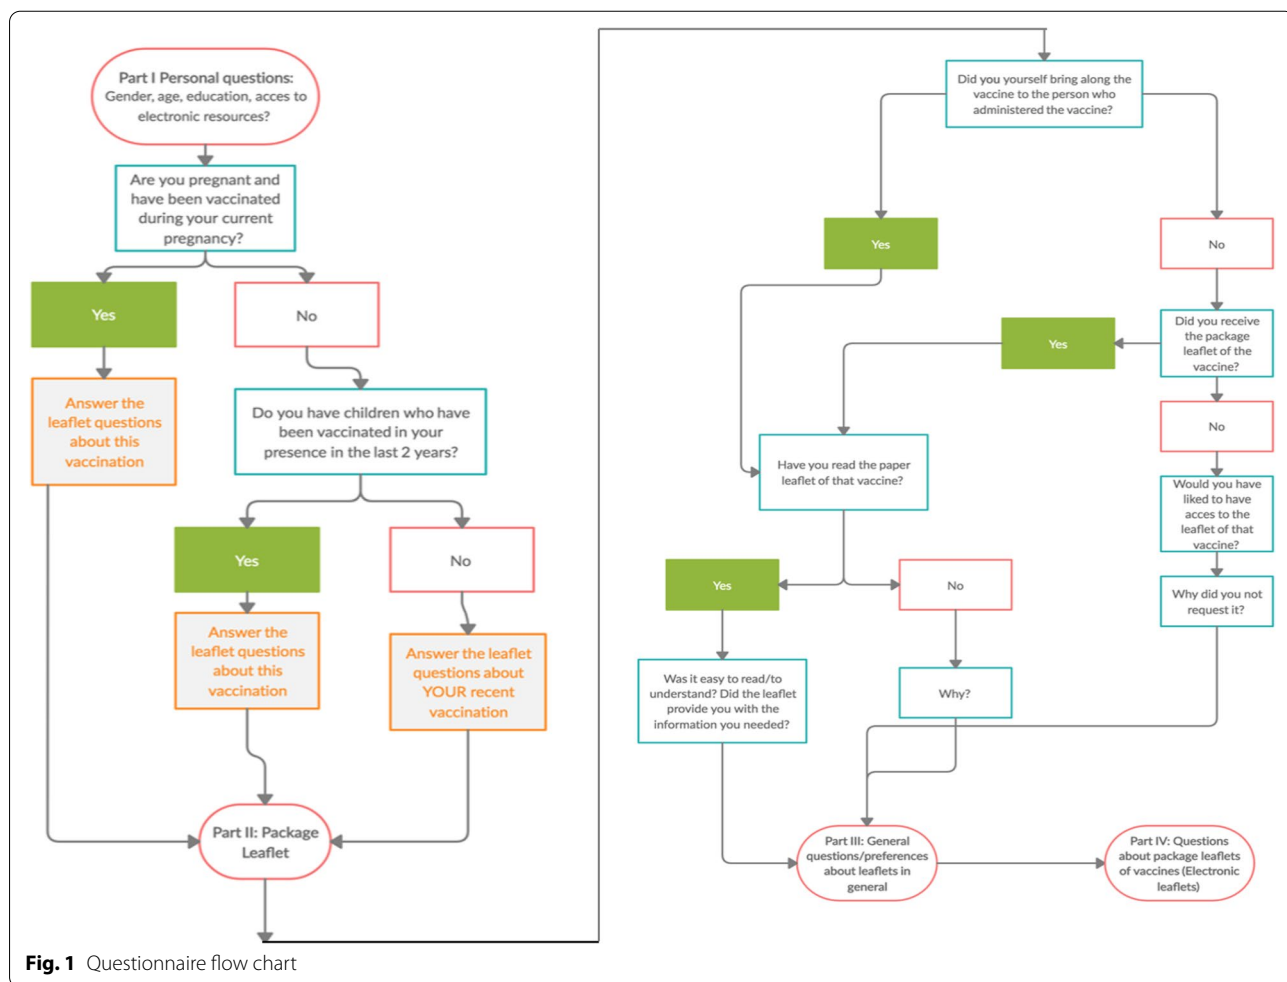 Part I Personal questions:
Gender, age, education, acces to
electronic resources?
Are you pregnant and
have been vaccinated
during your current
pregnancy?
Yes
No
Answer the
leaflet questions
about this
vaccination
Do you have children who have
been vaccinated in your
presence in the last 2 years?
Yes
No
Answer the
leaflet questions
about this
vaccination
Answer the leaflet
questions about
YOUR recent
vaccination
Part II: Package
Leaflet
Did you yourself bring along the
vaccine to the person who
administered the vaccine?
Yes
No
Did you receive
the package
leaflet of the
vaccine?
Yes
No
Would you have
liked to have
acces to the
leaflet of that
vaccine?
Why did you not
request it?
Have you read the paper
leaflet of that vaccine?
Yes
No
Was it easy to read/to
understand? Did the leaflet
provide you with the
information you needed?
Why?
Part III: General
questions/preferences
about leaflets in
general
Part IV: Questions
about package leaflets
of vaccines (Electronic
leaflets)
Fig. 1 Questionnaire flow chart